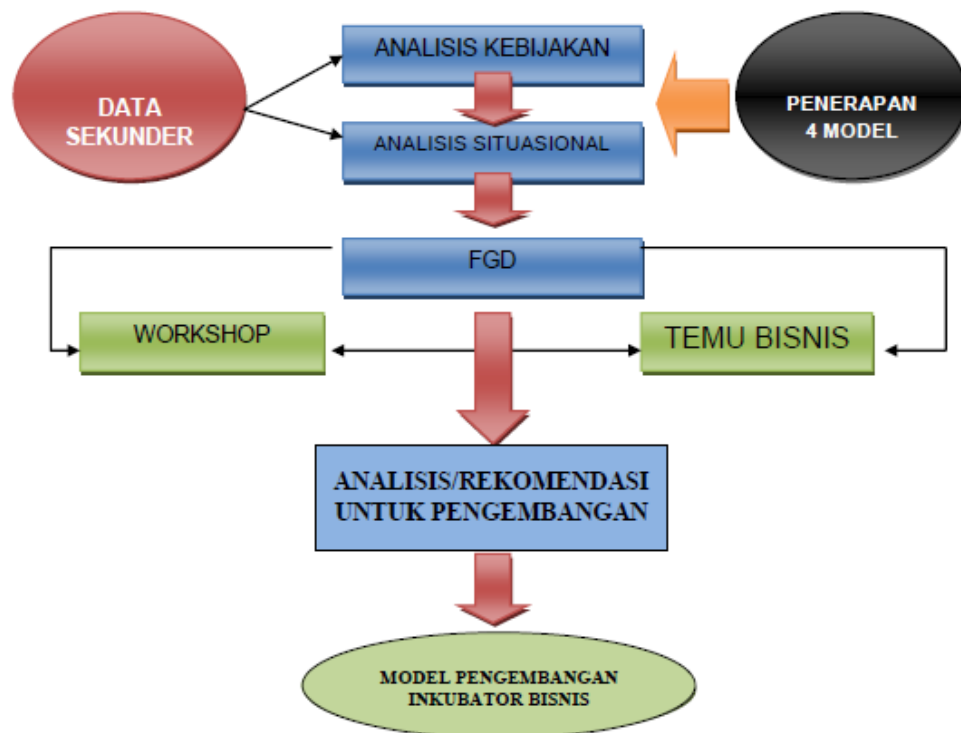 ANALISIS KEBIJAKAN
DATA
SEKUNDER
PENERAPAN
4 MODEL
ANALISIS SITUASIONAL
FGD
WORKSHOP
TEMU BISNIS
ANALISIS/REKOMENDASI
UNTUK PENGEMBANGAN
MODEL PENGEMBANGAN
INKUBATOR BISNIS